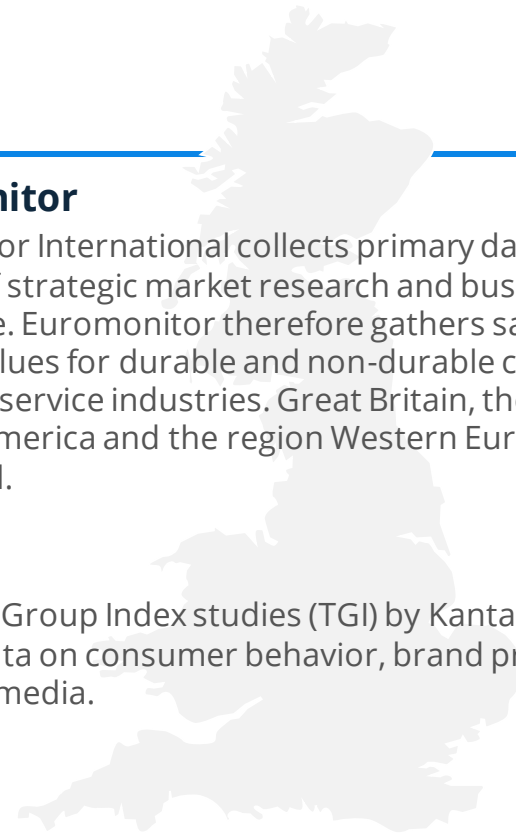 nitor
or International collects primary da
f strategic market research and bus
e. Euromonitor therefore gathers sa
lues for durable and non-durable c
service industries. Great Britain, the
merica and the region Western Eur
l.
Group Index studies (TGI) by Kanta
ta on consumer behavior, brand pr
media.